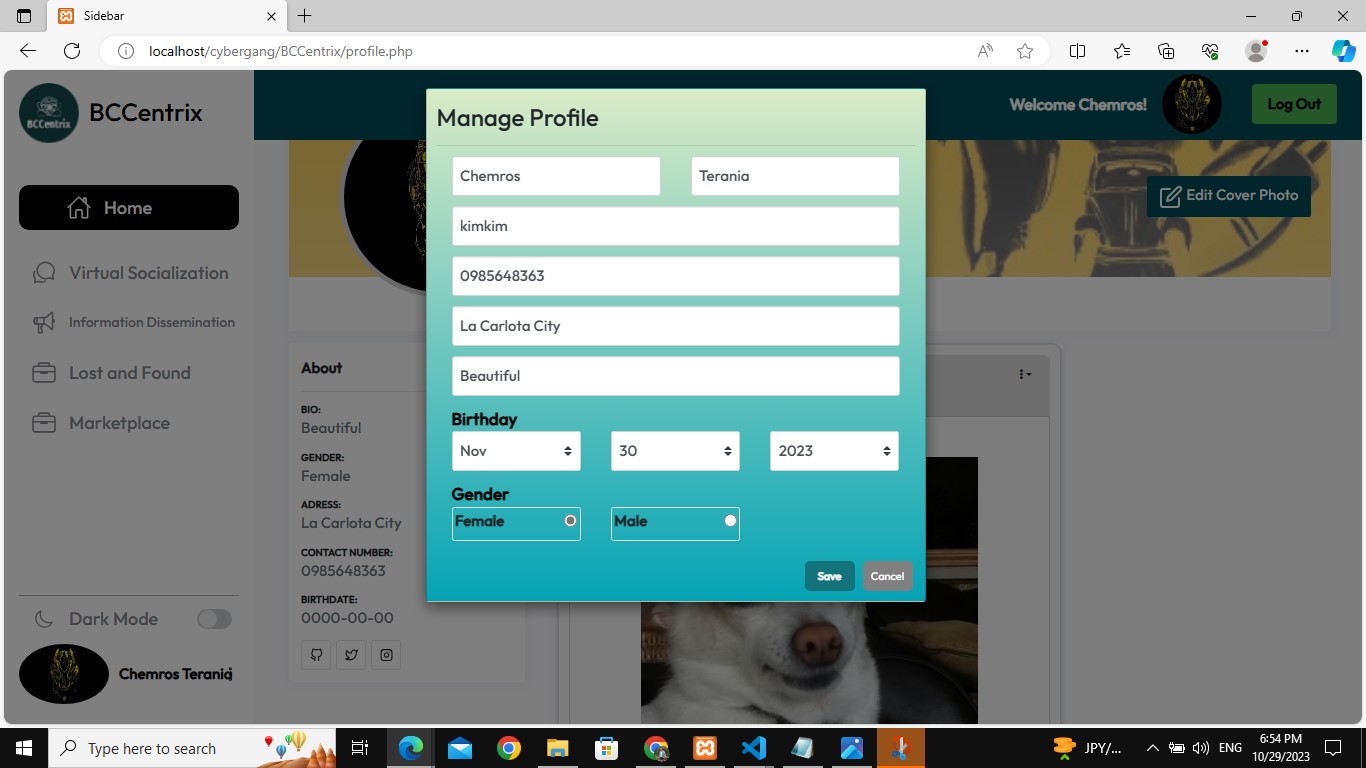 Sidebar
localhost/cybergang/BCCentrix/profile.php
BCCentrix
BCCentrix
Welcome Chemros!
Log Out
Manage Profile
Chemros Terania
kimkim
0985648363
La Carlota City
Beautiful
Birthday
Nov 30 2023
Gender
Female Male
Save Cancel
Home
Virtual Socialization
Information Dissemination
Lost and Found
Marketplace
Edit Cover Photo
About
BIO:
Beautiful
GENDER:
Female
ADRESS:
La Carlota City
CONTACT NUMBER:
0985648363
BIRTHDATE:
0000-00-00
Dark Mode
Chemros Terania
Type here to search
JPY/...
ENG
6:54 PM
10/29/2023